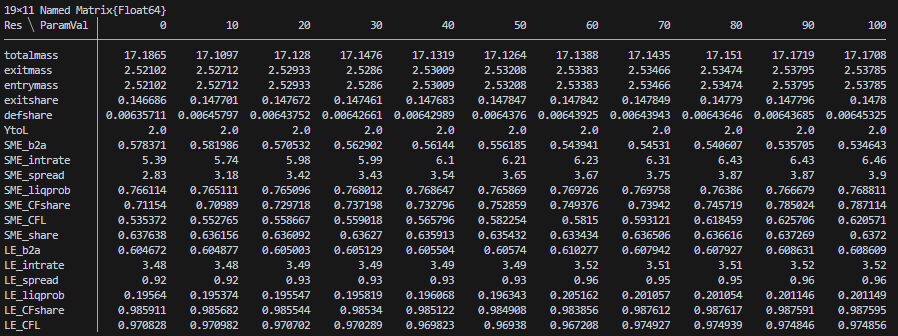 19×11 Named Matrix{Float64}
Res \ ParamVal 0 10 20 30 40 50 60 70 80 90 100
totalmass 17.1865 17.1097 17.128 17.1476 17.1319 17.1264 17.1388 17.1435 17.151 17.1719 17.1708
exitmass 2.52102 2.52712 2.52933 2.5286 2.53009 2.53208 2.53383 2.53466 2.53474 2.53795 2.53785
entrymass 2.52102 2.52712 2.52933 2.5286 2.53009 2.53208 2.53383 2.53466 2.53474 2.53795 2.53785
exitshare 0.146686 0.147701 0.147672 0.147461 0.147683 0.147847 0.147842 0.147849 0.14779 0.147796 0.1478
defshare 0.00635711 0.00645797 0.00643752 0.00642661 0.00642989 0.0064376 0.00643925 0.00643943 0.00643646 0.00643685 0.00645325
YtoL 2.0 2.0 2.0 2.0 2.0 2.0 2.0 2.0 2.0 2.0 2.0
SME_b2a 0.578371 0.581986 0.570532 0.562902 0.56144 0.556185 0.543941 0.54531 0.540607 0.535705 0.534643
SME_intrate 5.39 5.74 5.98 5.99 6.1 6.21 6.23 6.31 6.43 6.43 6.46
SME_spread 2.83 3.18 3.42 3.43 3.54 3.65 3.67 3.75 3.87 3.87 3.9
SME_liqprob 0.766114 0.765111 0.765096 0.768012 0.768647 0.765869 0.769726 0.769758 0.76386 0.766679 0.768811
SME_CFshare 0.71154 0.70989 0.729718 0.737198 0.732796 0.752859 0.749376 0.73942 0.745719 0.785024 0.787114
SME_CFL 0.535372 0.552765 0.558667 0.559018 0.565796 0.582254 0.5815 0.593121 0.618459 0.625706 0.620571
SME_share 0.637638 0.636156 0.636092 0.63627 0.635913 0.635432 0.633434 0.636506 0.636616 0.637269 0.6372
LE_b2a 0.604672 0.604877 0.605003 0.605129 0.605504 0.60574 0.610277 0.607942 0.607927 0.608631 0.608609
LE_intrate 3.48 3.48 3.49 3.49 3.49 3.49 3.52 3.51 3.51 3.52 3.52
LE_spread 0.92 0.92 0.93 0.93 0.93 0.93 0.96 0.95 0.95 0.96 0.96
LE_liqprob 0.19564 0.195374 0.195547 0.195819 0.196068 0.196343 0.205162 0.201057 0.201054 0.201146 0.201149
LE_CFshare 0.985911 0.985682 0.985544 0.98534 0.985122 0.984908 0.983856 0.987612 0.987617 0.987591 0.987595
LE_CFL 0.970828 0.970982 0.970702 0.970289 0.969823 0.96938 0.967208 0.974927 0.974939 0.974846 0.974856